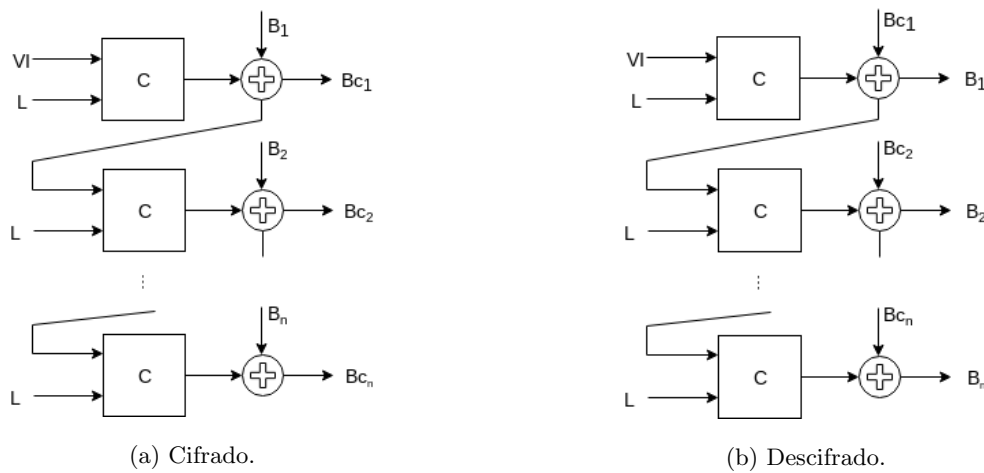 B1
VI
C
Bc1
L
B2
C
Bc2
L
Bn
C
Bcn
L
(a) Cifrado.
Bc1
VI
C
B1
L
Bc2
C
B2
L
Bcn
C
Bn
L
(b) Descifrado.